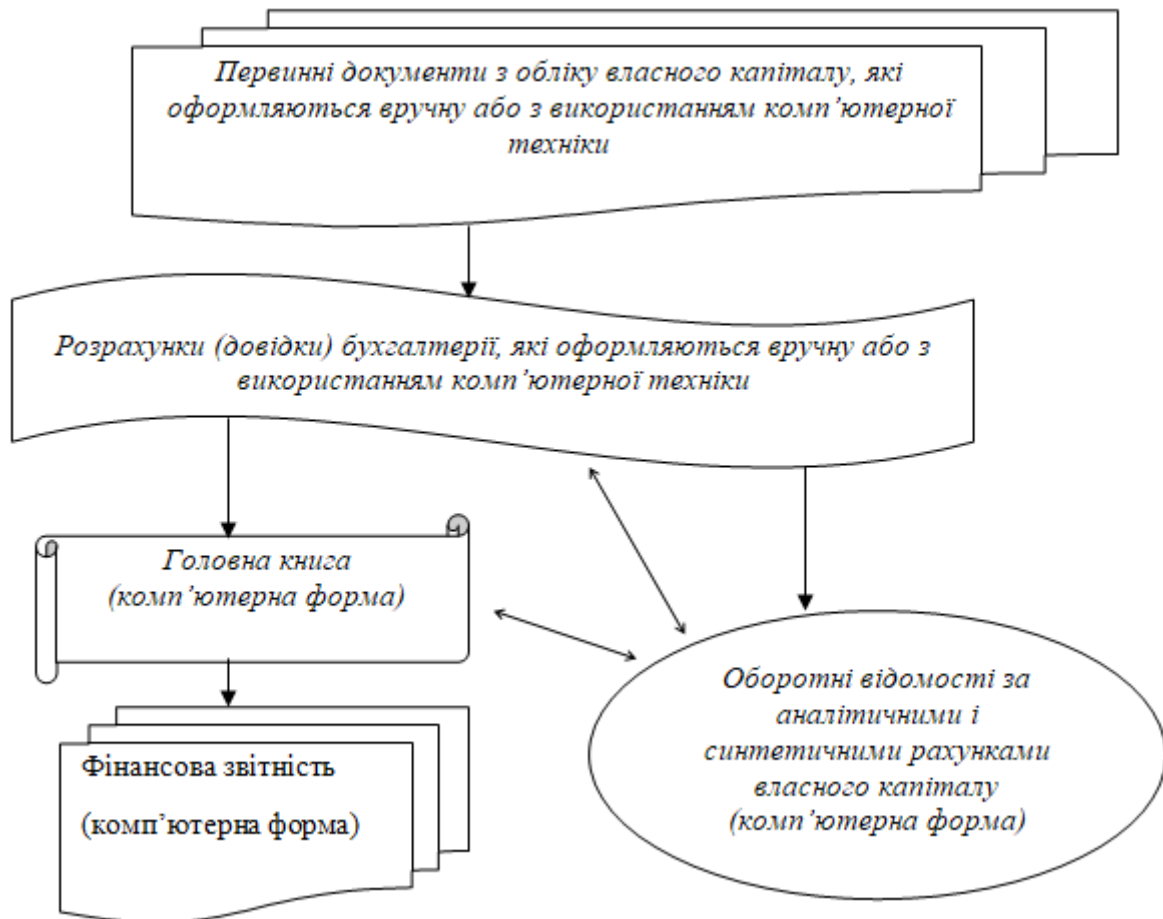 Первинні документи з обліку власного капіталу, які
оформляються вручну або з використанням комп’ютерної
техніки
Розрахунки (довідки) бухгалтерії, які оформляються вручну або з
використанням комп’ютерної техніки
Головна книга
(комп’ютерна форма)
Оборотні відомості за
аналітичними і
синтетичними рахунками
власного капіталу
(комп’ютерна форма)
Фінансова звітність
(комп’ютерна форма)